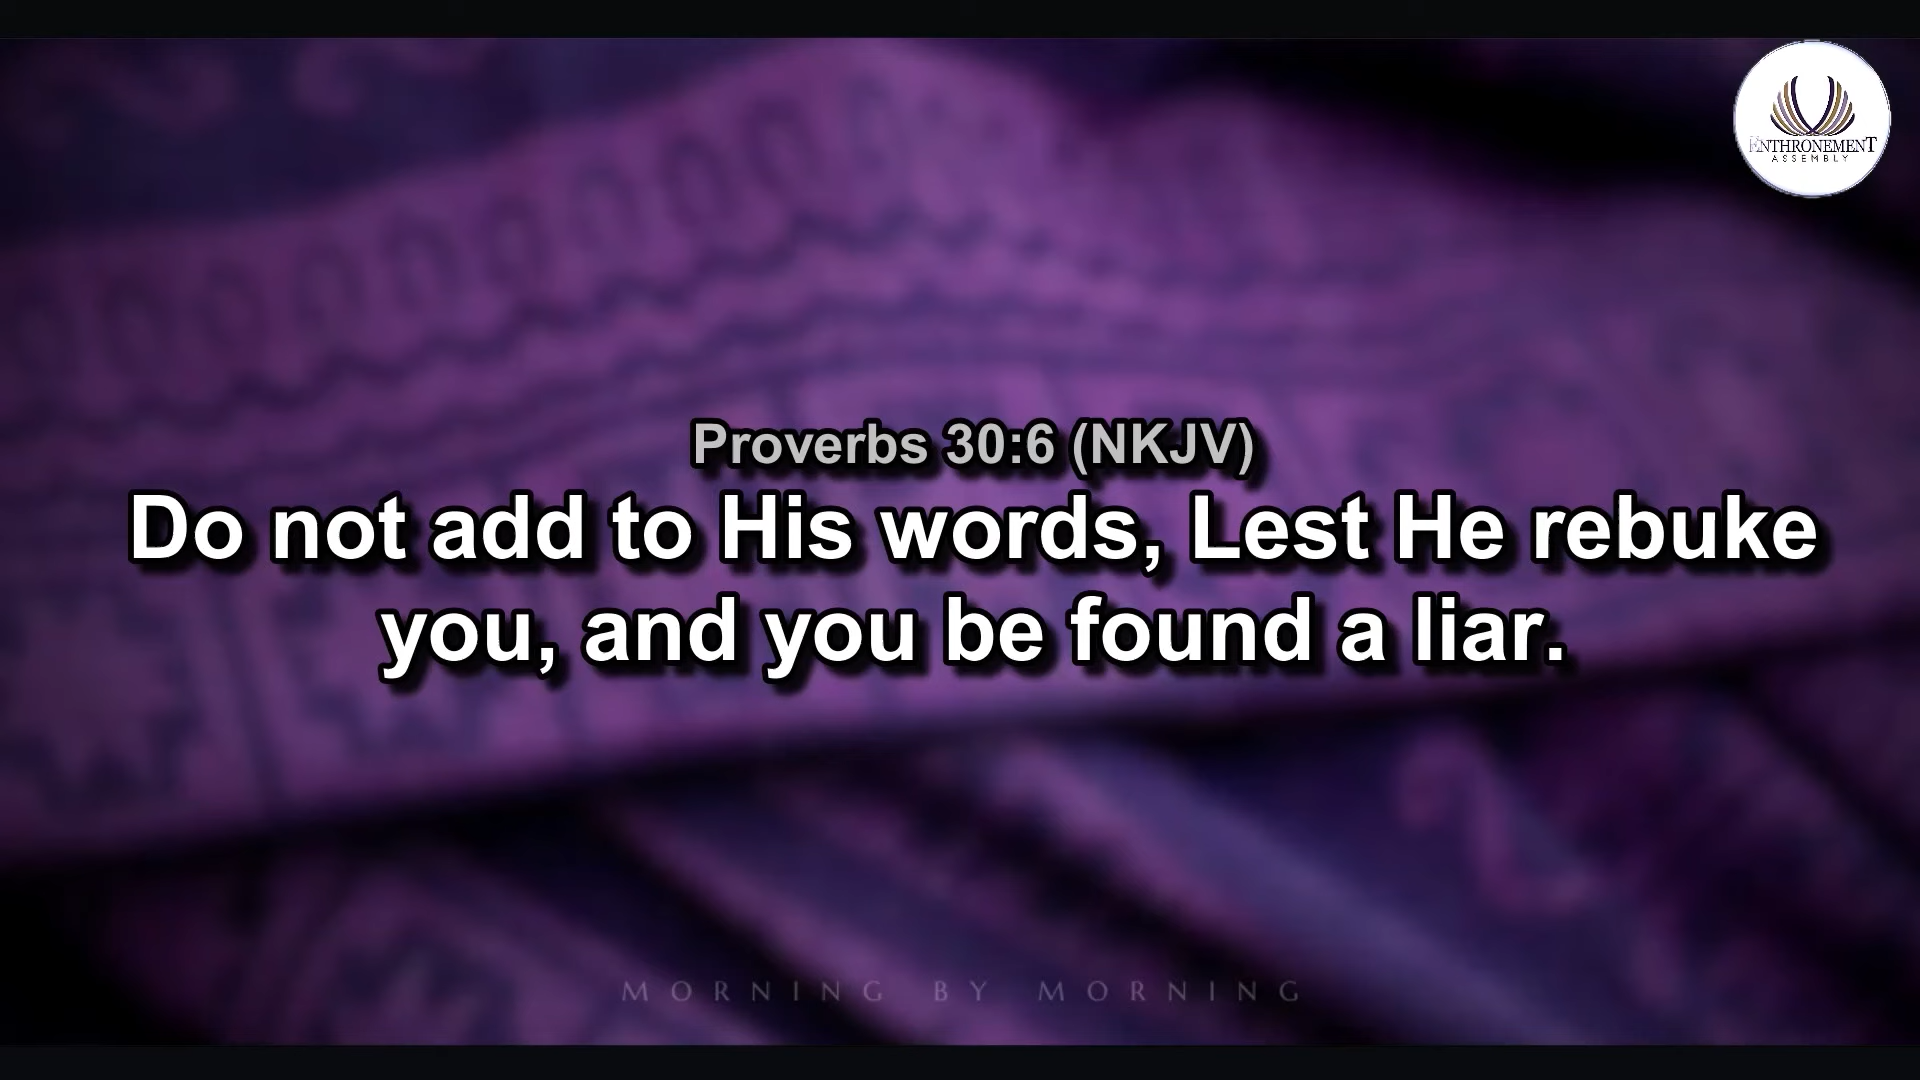 ENTHRONEMENT
ASSEMBLY
Proverbs 30:6 (NKJV)
Do not add to His words, Lest He rebuke
you, and you be found a liar.
MORNING BY MORNING